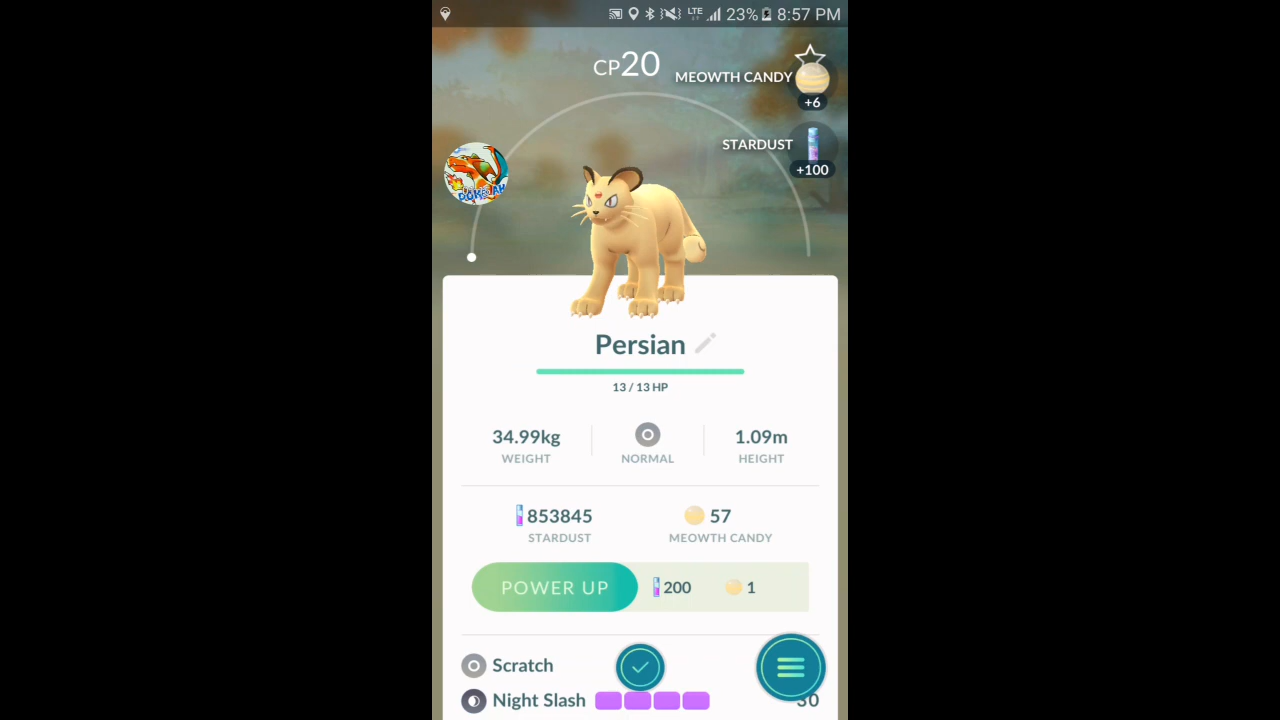 LTE 23% 8:57 PM
CP20
MEOWTH CANDY
+6
STARDUST
+100
Persian
13 / 13 HP
34.99kg
WEIGHT
NORMAL
1.09m
HEIGHT
853845
STARDUST
57
MEOWTH CANDY
POWER UP 200 1
Scratch
Night Slash